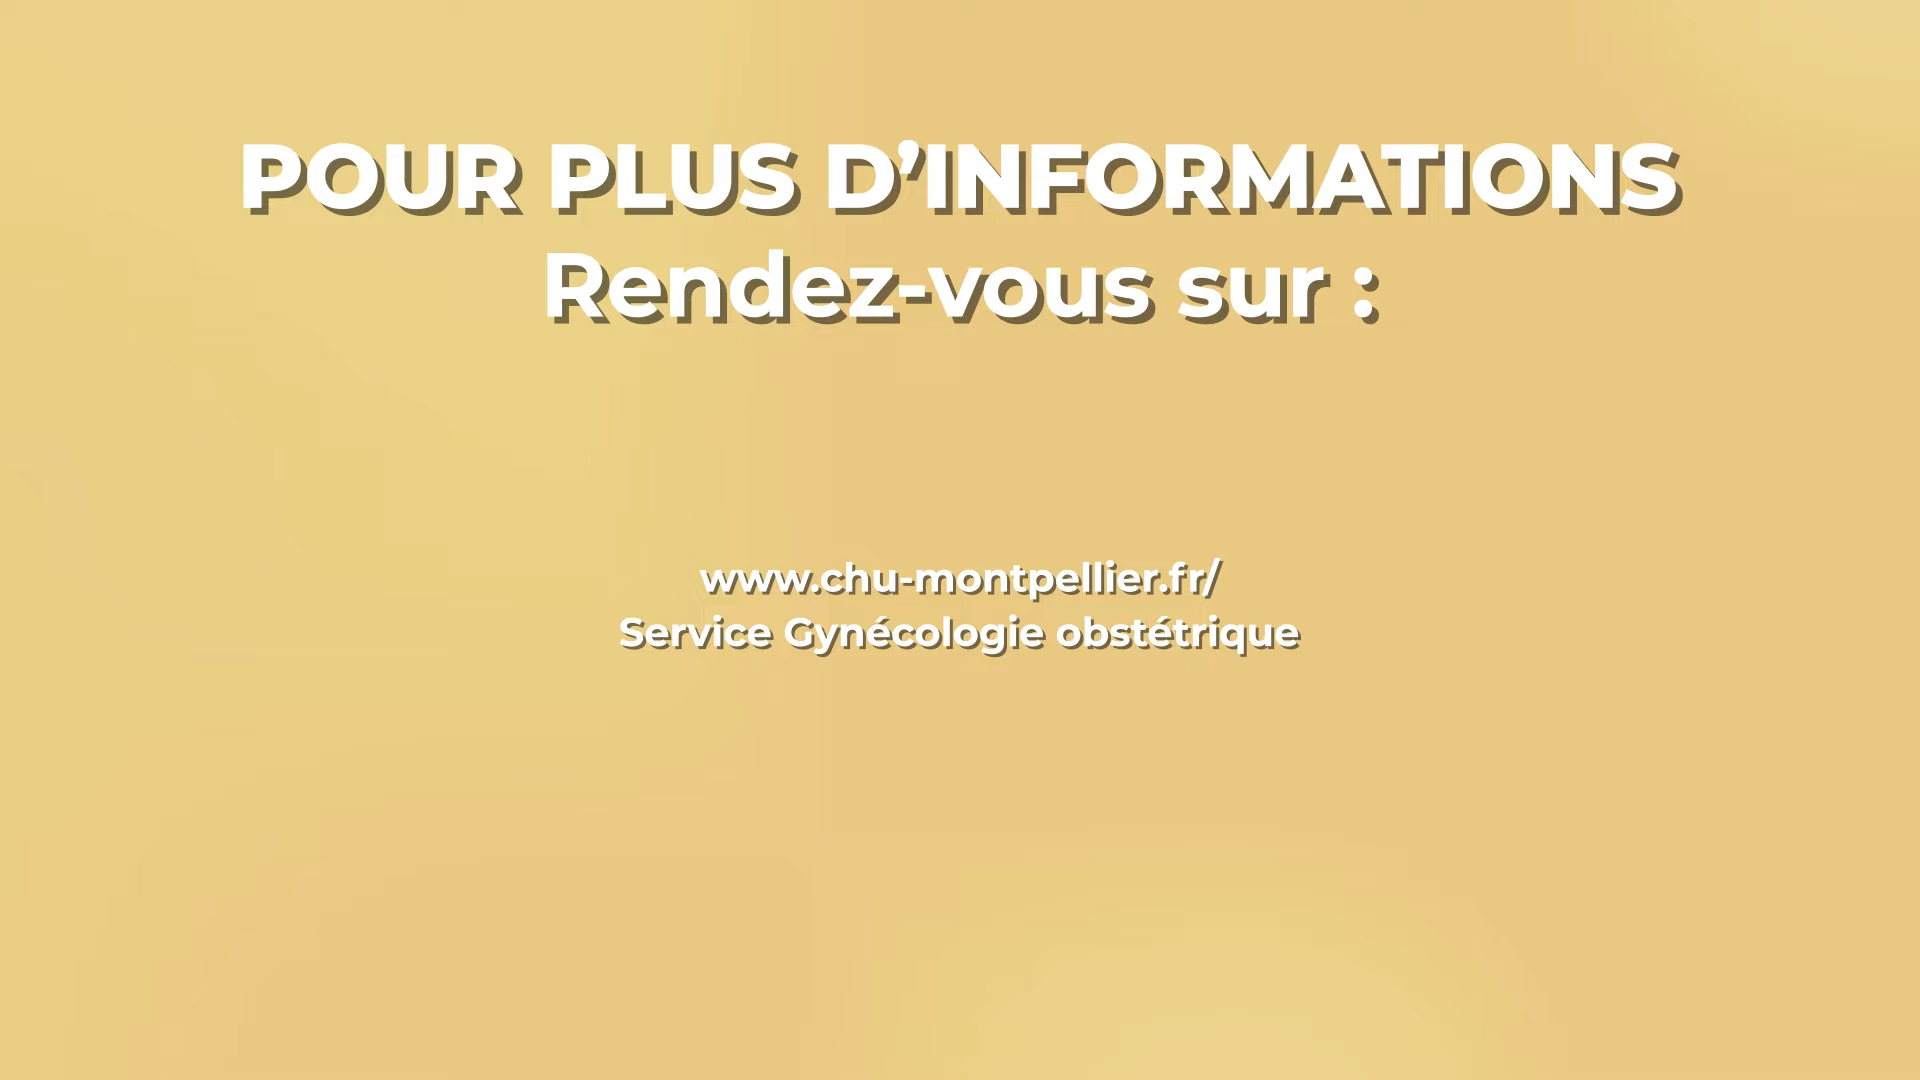 POUR PLUS D’INFORMATIONS
Rendez-vous sur :
www.chu-montpellier.fr/
Service Gynécologie obstétrique